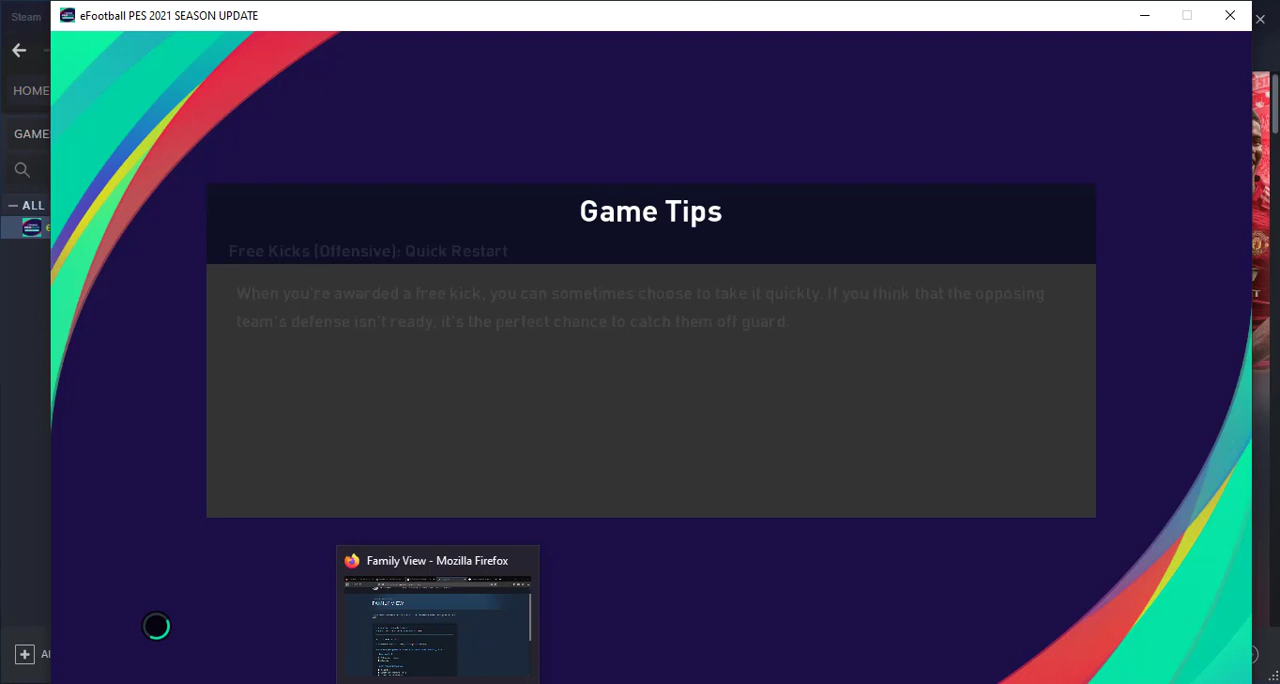 Steam
eFootball PES 2021 SEASON UPDATE
HOME
GAME
ALL
Game Tips
Free Kicks (Offensive): Quick Restart
When you're awarded a free kick, you can sometimes choose to take it quickly. If you think that the opposing
team's defense isn't ready, it's the perfect chance to catch them off guard.
Family View - Mozilla Firefox
FAMILY VIEW